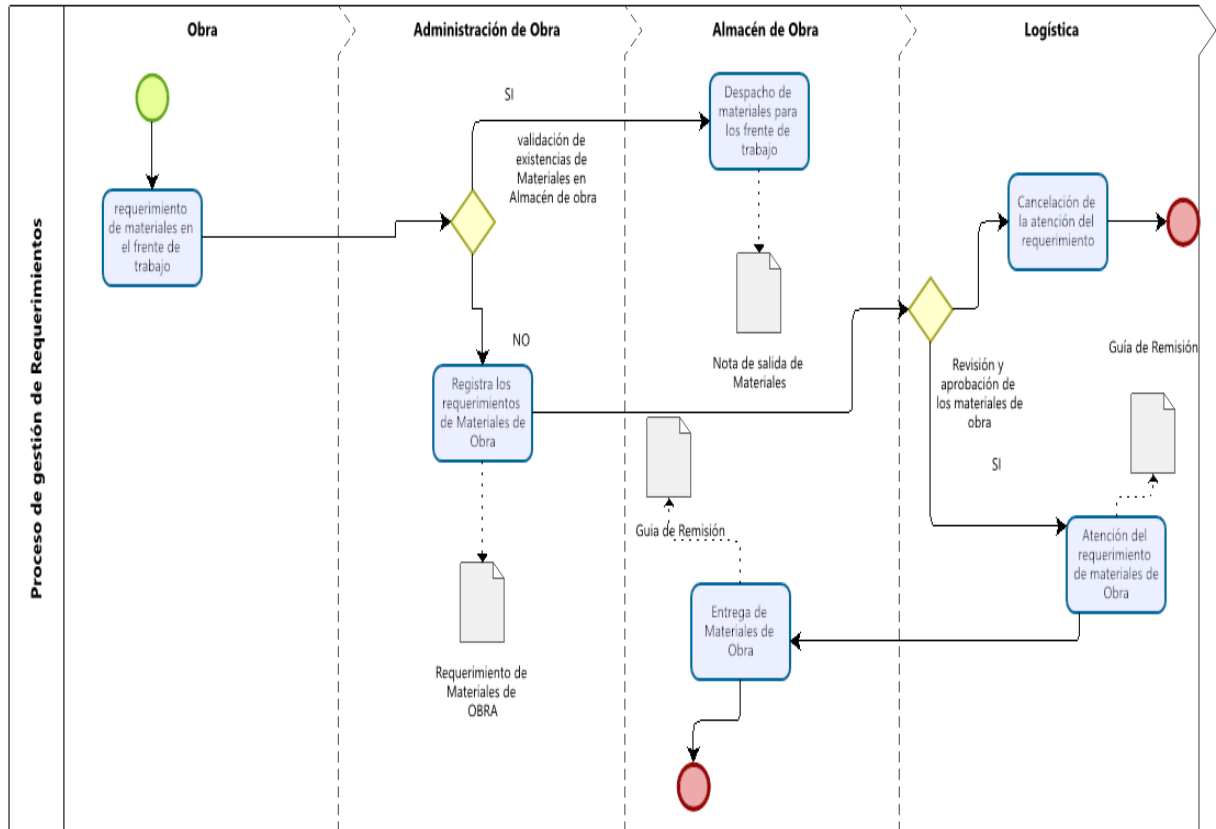 Proceso de gestión de Requerimientos
Obra
Administración de Obra
Almacén de Obra
Logística
requerimiento
de materiales en
el frente de
trabajo
SI
validación de
existencias de
Materiales en
Almacén de obra
NO
Registra los
requerimientos
de Materiales de
Obra
Requerimiento de
Materiales de
OBRA
Despacho de
materiales para
los frente de
trabajo
Nota de salida de
Materiales
Guia de Remisión
Entrega de
Materiales de
Obra
Cancelación de
la atención del
requerimiento
Revisión y
aprobación de
los materiales de
obra
SI
Guía de Remisión
Atención del
requerimiento
de materiales de
Obra